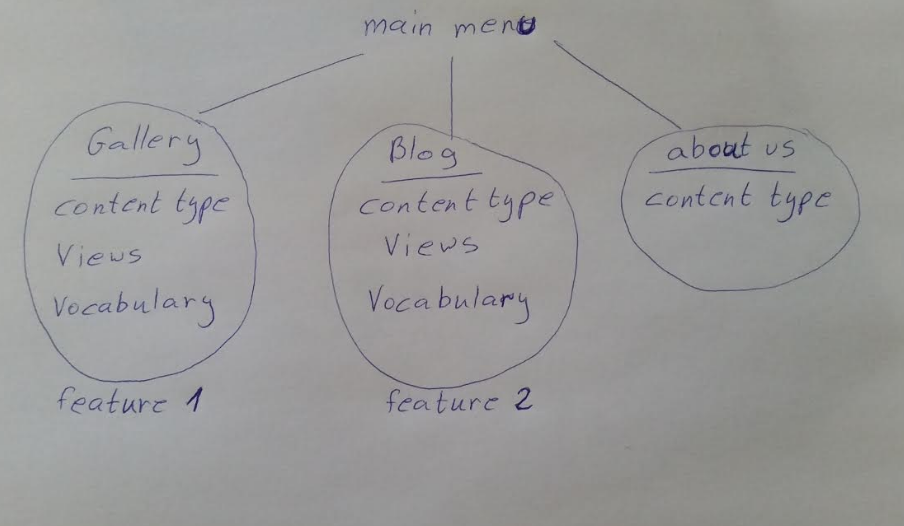 main menu
Gallery
content type
Views
Vocabulary
feature 1
Blog
content type
Views
Vocabulary
feature 2
about us
content type